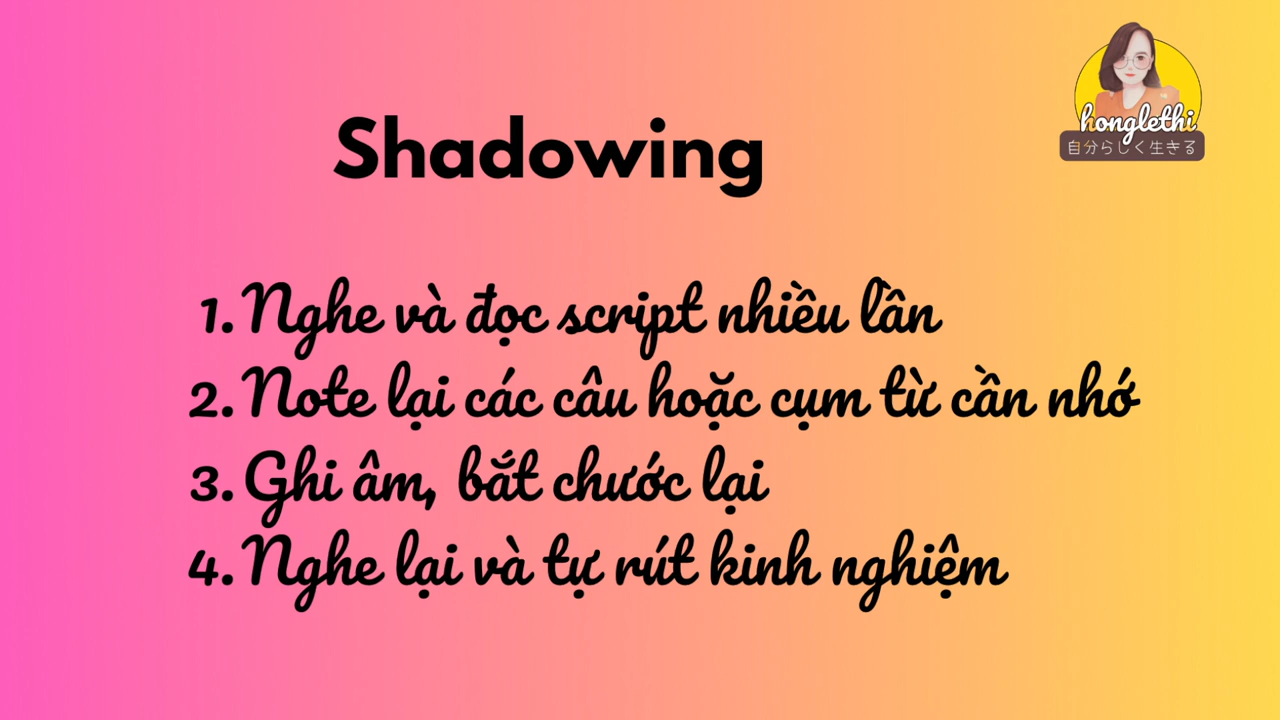 honglethi
自分らしく生きる
Shadowing
1. Nghe và đọc script nhiều lần
2. Note lại các câu hoặc cụm từ cần nhớ
3. Ghi âm, bắt chước lại
4. Nghe lại và tự rút kinh nghiệm